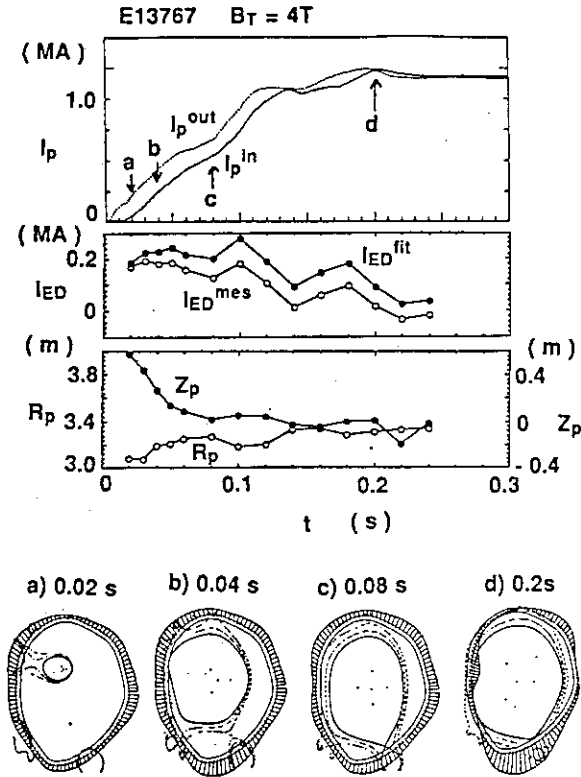 E13767 B_T = 4T
(MA)
1.0
I_p
0
I_p^out
I_p^in
a
b
c
d
(MA)
0.2
I_ED
0
I_ED^fit
I_ED^mes
(m)
3.8
R_p
3.4
3.0
Z_p
R_p
(m)
0.4
0
Z_p
-0.4
0 0.1 0.2 0.3
t (s)
a) 0.02 s b) 0.04 s c) 0.08s d) 0.2s